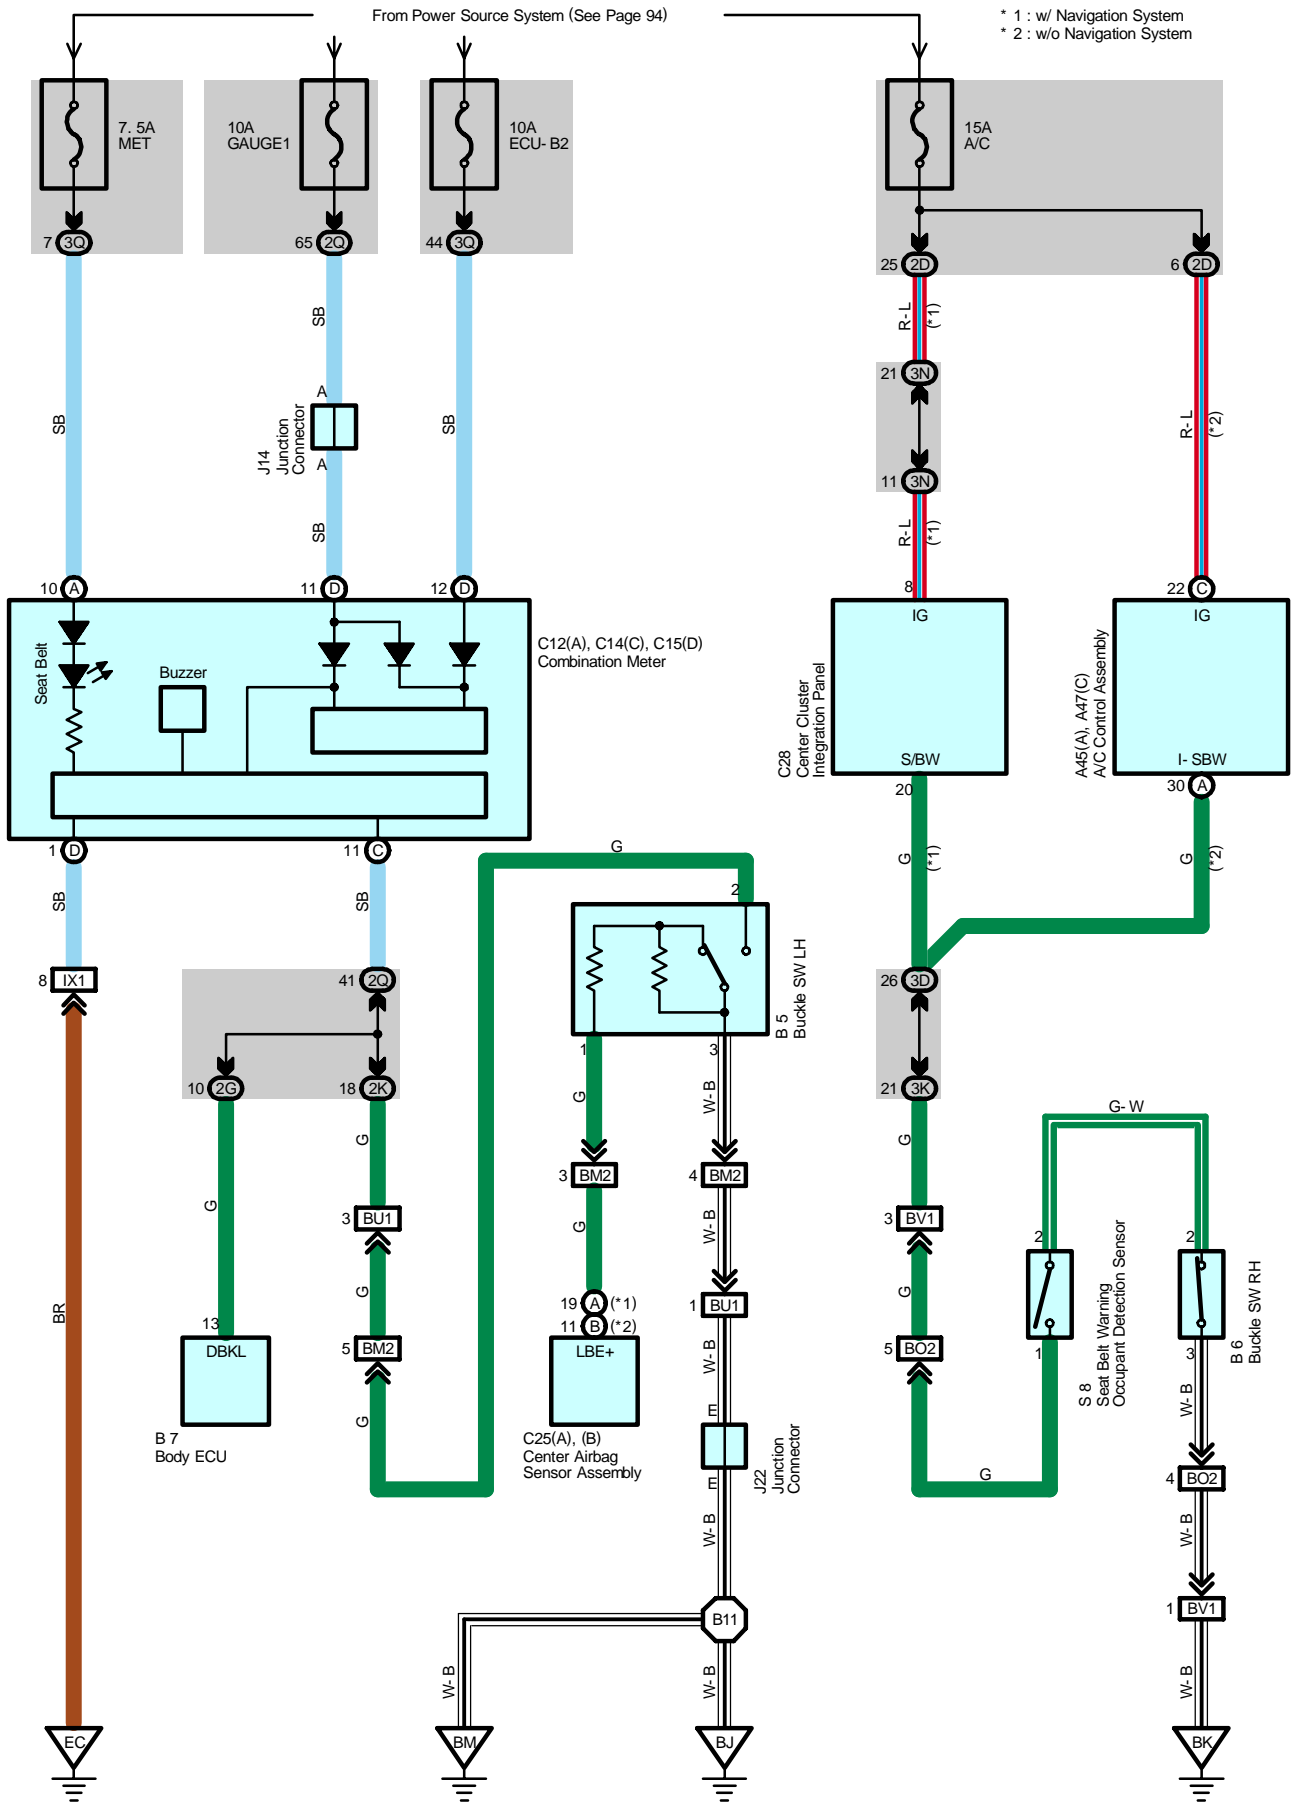 From Power Source System (See Page 94)
* 1 : w/ Navigation System
* 2 : w/o Navigation System
7. 5A
MET
10A
GAUGE1
10A
ECU- B2
15A
A/C
7 3Q
65 2Q
44 3Q
25 2D
6 2D
SB
SB
SB
R- L
(*1)
R- L
(*2)
21 3N
11 3N
A
J14
Junction
Connector
A
SB
R- L
(*1)
10 A
11 D
12 D
8
22 C
Seat Belt
Buzzer
C12(A), C14(C), C15(D)
Combination Meter
IG
S/BW
C28
Center Cluster
Integration Panel
IG
I- SBW
A45(A), A47(C)
A/C Control Assembly
20
30 A
1 D
11 C
SB
SB
G
G
(*1)
G
(*2)
2
B 5
Buckle SW LH
8 IX1
41 2Q
26 3D
10 2G
18 2K
21 3K
1
3
G
G
W- B
G
G- W
3 BM2
4 BM2
G
3 BU1
G
W- B
3 BV1
BR
G
G
2
2
S 8
Seat Belt Warning
Occupant Detection Sensor
B 6
Buckle SW RH
19 A (*1)
11 B (*2)
1 BU1
13
DBKL
B 7
Body ECU
5 BM2
LBE+
C25(A), (B)
Center Airbag
Sensor Assembly
W- B
5 BO2
1
3
G
E
J22
Junction
Connector
E
W- B
G
W- B
4 BO2
W- B
1 BV1
B11
W- B
W- B
W- B
EC
BM
BJ
BK